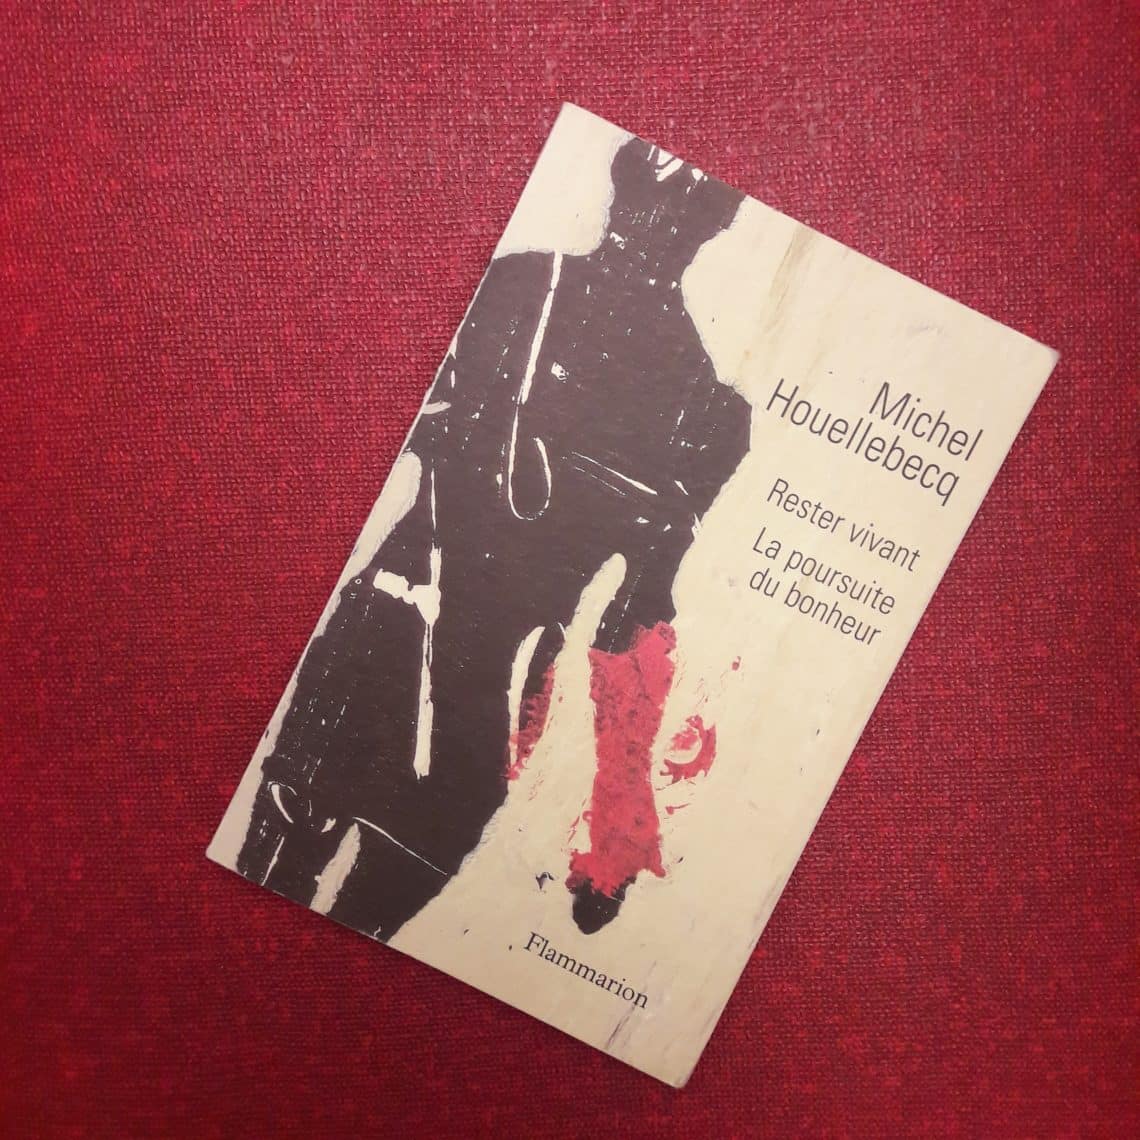 Michel
Houellebecq
Rester vivant
La poursuite
du bonheur
Flammarion